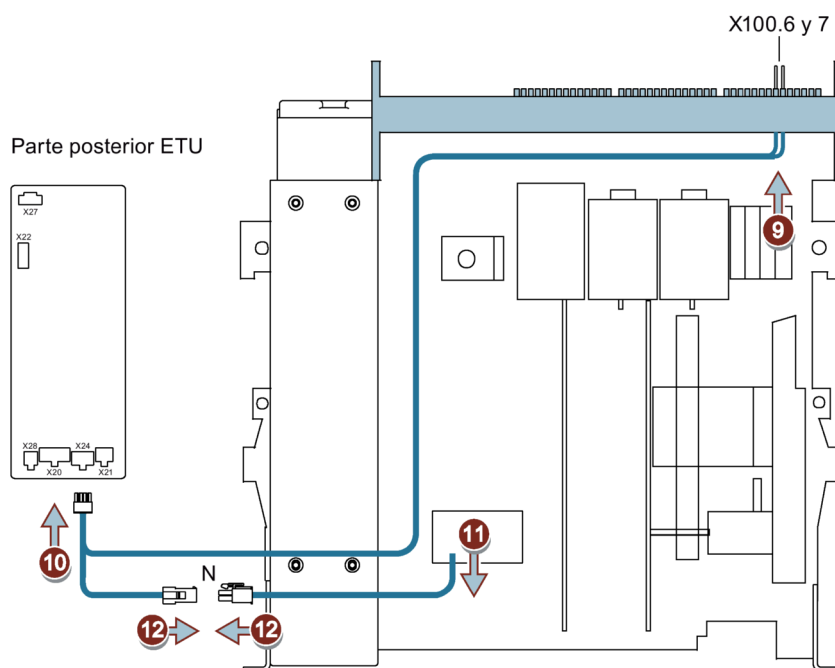 X100.6 y 7
Parte posterior ETU
X27
X22
9
X28
X24
X20
X21
11
10
N
12
12